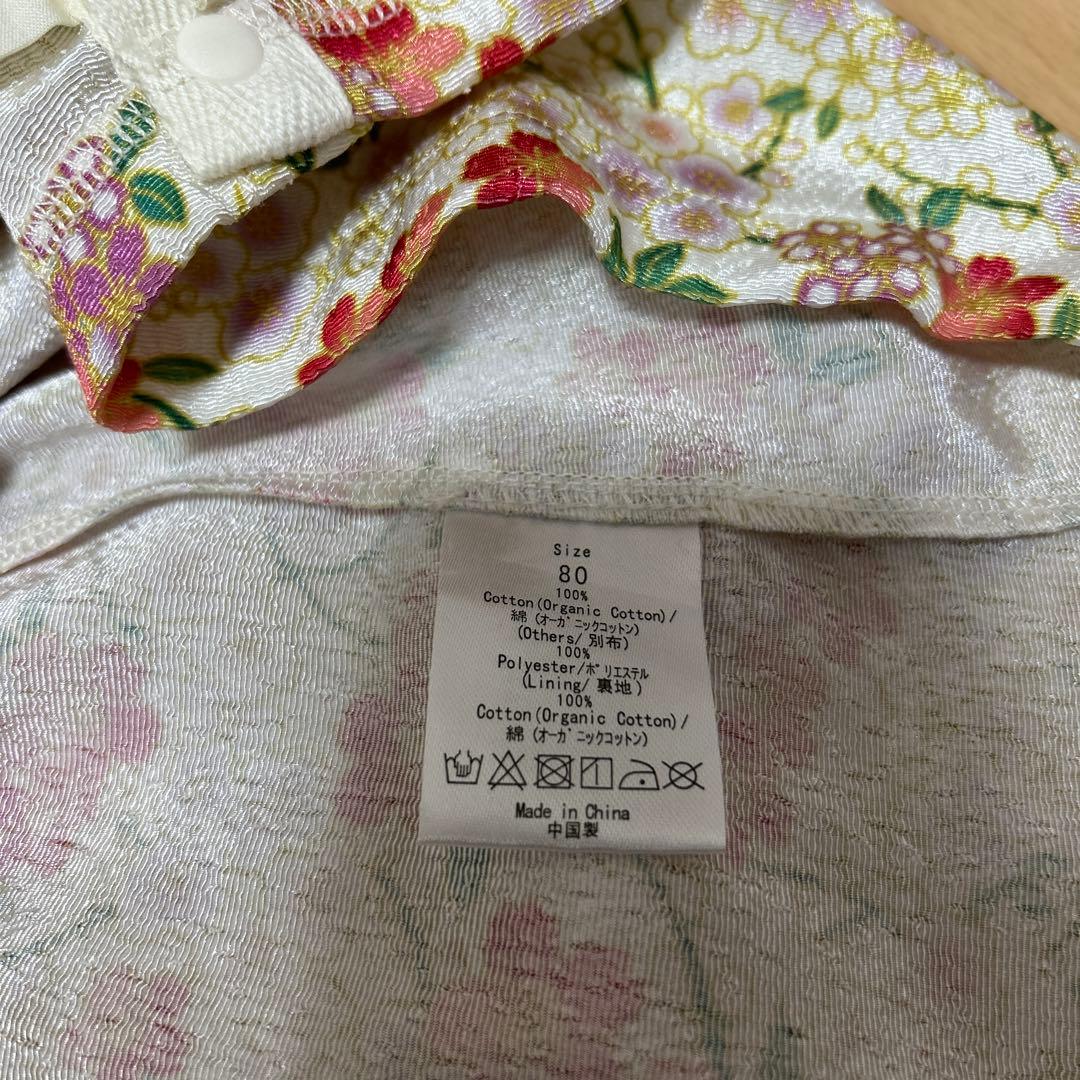 Size
80
100%
Cotton(Organic Cotton)/
綿 (オーガニックコットン)
(Others/ 別布)
100%
Polyester/ポリエステル
(Lining/ 裏地)
100%
Cotton(Organic Cotton)/
綿 (オーガニックコットン)
Made in China
中国製